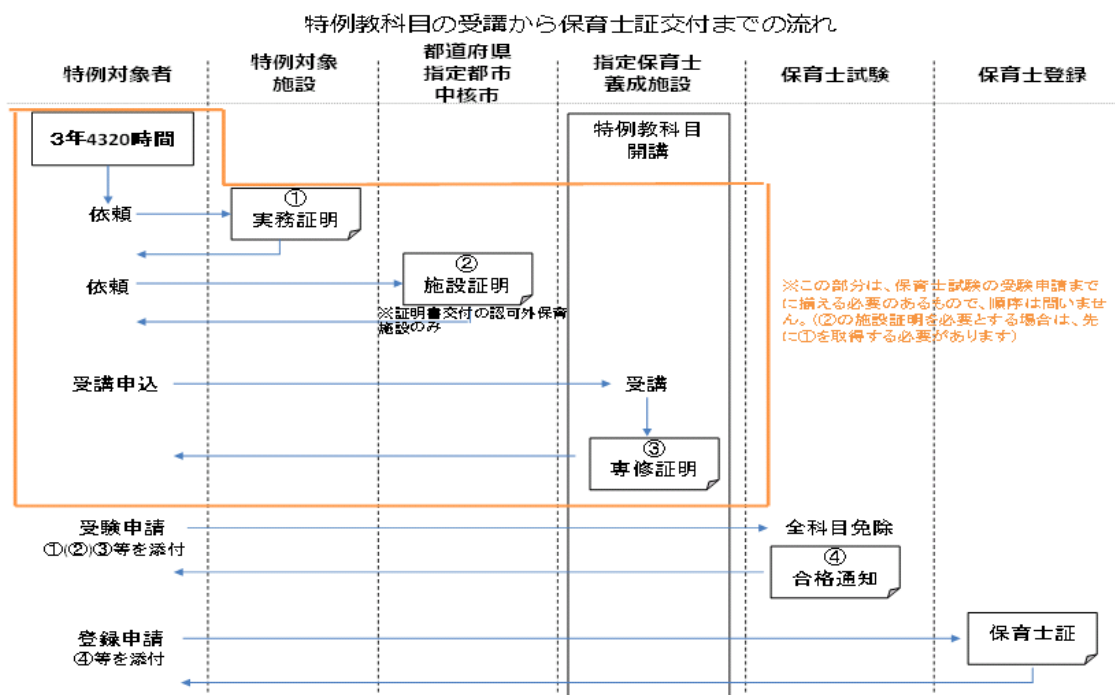 特例教科目の受講から保育士証交付までの流れ
特例対象者
特例対象
施設
都道府県
指定都市
中核市
指定保育士
養成施設
保育士試験
保育士登録
3年4320時間
特例教科目
開講
依頼
①
実務証明
依頼
②
施設証明
※証明書交付の認可外保育
施設のみ
※この部分は、保育士試験の受験申請まで
に揃える必要のあるもので、順序は問いませ
ん。(②の施設証明を必要とする場合は、先
に①を取得する必要があります)
受講申込
受講
③
専修証明
受験申請
①(②)③等を添付
全科目免除
④
合格通知
登録申請
④等を添付
保育士証